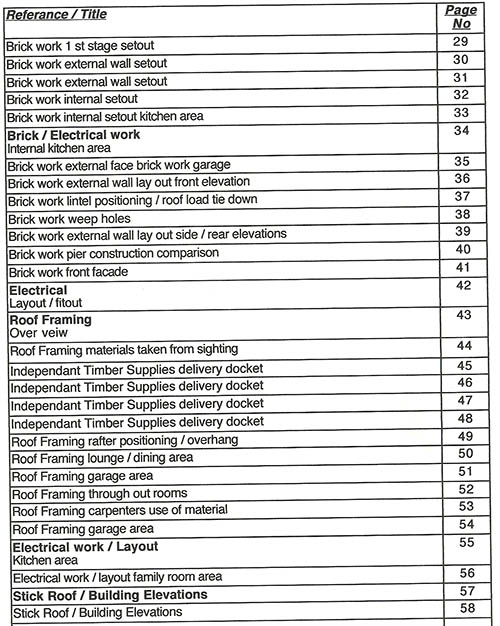 Referance / Title Page No
Brick work 1 st stage setout 29
Brick work external wall setout 30
Brick work external wall setout 31
Brick work internal setout 32
Brick work internal setout kitchen area 33
Brick / Electrical work 34
Internal kitchen area
Brick work external face brick work garage 35
Brick work external wall lay out front elevation 36
Brick work lintel positioning / roof load tie down 37
Brick work weep holes 38
Brick work external wall lay out side / rear elevations 39
Brick work pier construction comparison 40
Brick work front facade 41
Electrical 42
Layout / fitout
Roof Framing 43
Over veiw
Roof Framing materials taken from sighting 44
Independant Timber Supplies delivery docket 45
Independant Timber Supplies delivery docket 46
Independant Timber Supplies delivery docket 47
Independant Timber Supplies delivery docket 48
Roof Framing rafter positioning / overhang 49
Roof Framing lounge / dining area 50
Roof Framing garage area 51
Roof Framing through out rooms 52
Roof Framing carpenters use of material 53
Roof Framing garage area 54
Electrical work / Layout 55
Kitchen area
Electrical work / layout family room area 56
Stick Roof / Building Elevations 57
Stick Roof / Building Elevations 58